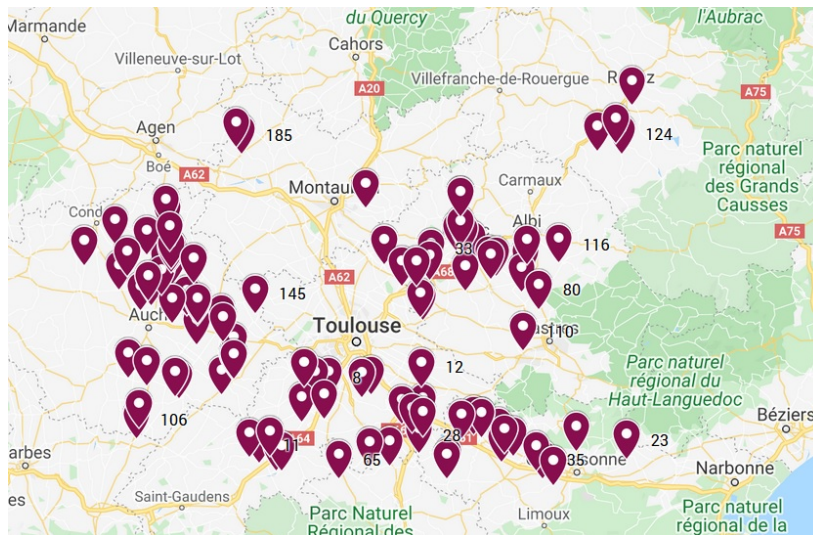 du Quercy
l'Aubrac
Marmande
Cahors
Villeneuve-sur-Lot
Villefranche-de-Rouergue
A20
A75
Agen
185
124
Boé
Parc naturel
régional
des Grands
Causses
A62
Carmaux
Cond
Albi
A75
33
116
A68
A62
145
80
Auch
Toulouse
110
12
8
Parc naturel
régional du
Haut-Languedoc
106
Béziers
28
23
A64
11
A61
65
35
Narbonne
Saint-Gaudens
Parc Naturel
Régional des
Limoux
Parc naturel
régional de la